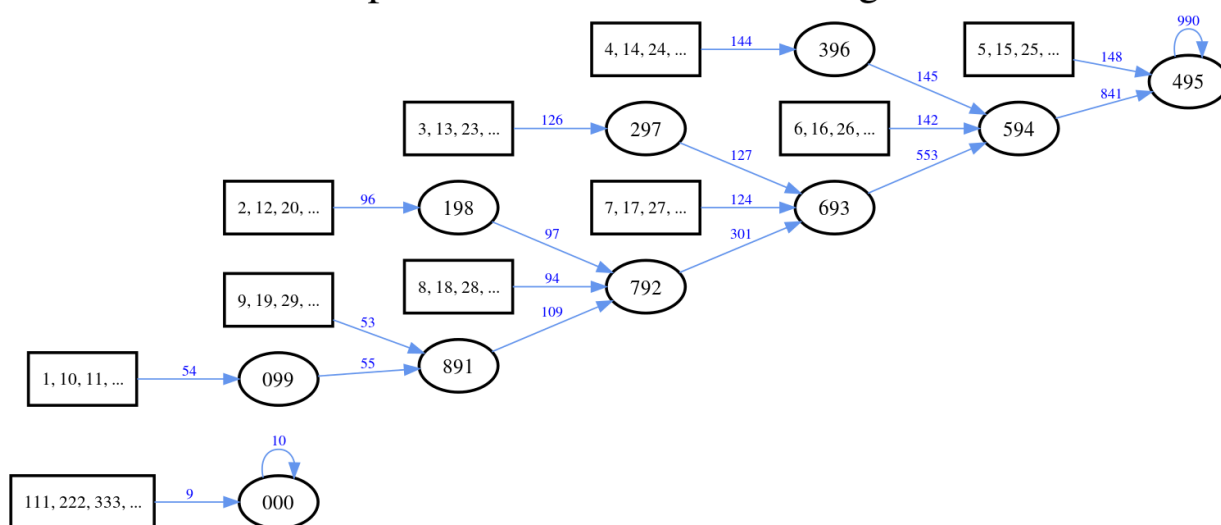 990
4, 14, 24, ... 144 396 5, 15, 25, ... 148 495
145 841
3, 13, 23, ... 126 297 6, 16, 26, ... 142 594
127 553
2, 12, 20, ... 96 198 7, 17, 27, ... 124 693
97 301
9, 19, 29, ... 8, 18, 28, ... 94 792
53 109
1, 10, 11, ... 54 099 55 891
10
111, 222, 333, ... 9 000